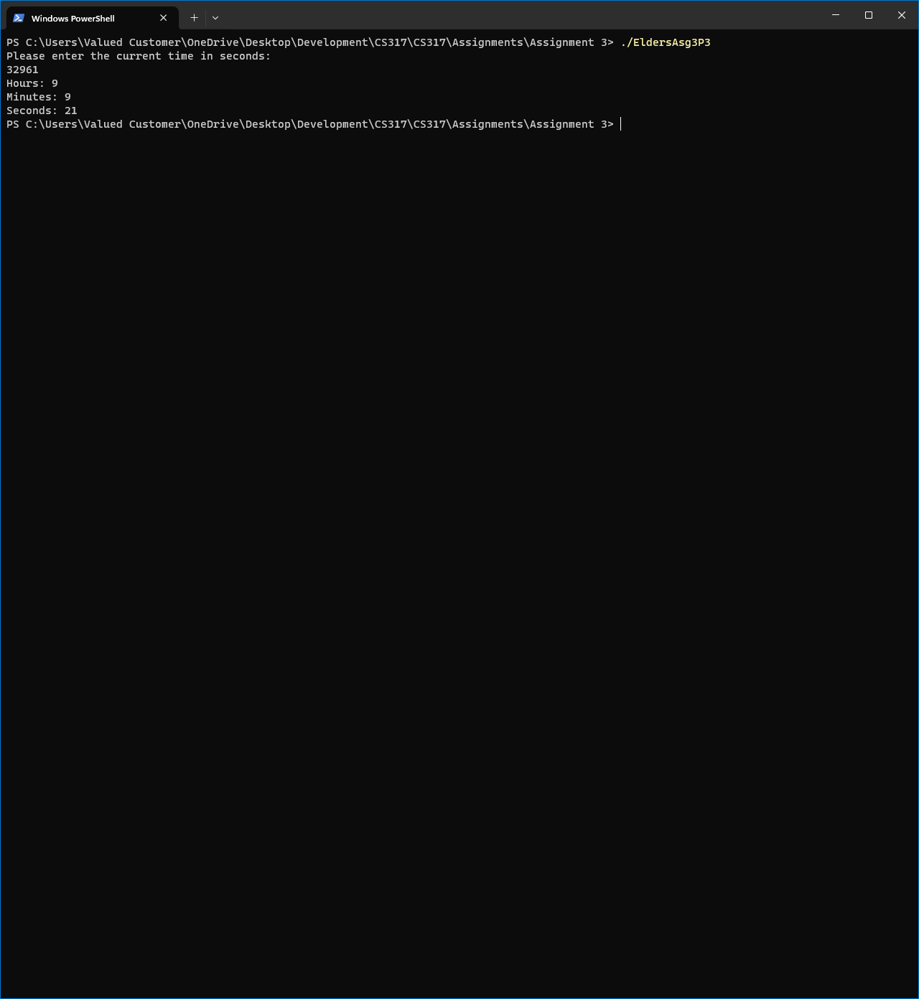 Windows PowerShell
PS C:\Users\Valued Customer\OneDrive\Desktop\Development\CS317\CS317\Assignments\Assignment 3> ./EldersAsg3P3
Please enter the current time in seconds:
32961
Hours: 9
Minutes: 9
Seconds: 21
PS C:\Users\Valued Customer\OneDrive\Desktop\Development\CS317\CS317\Assignments\Assignment 3>